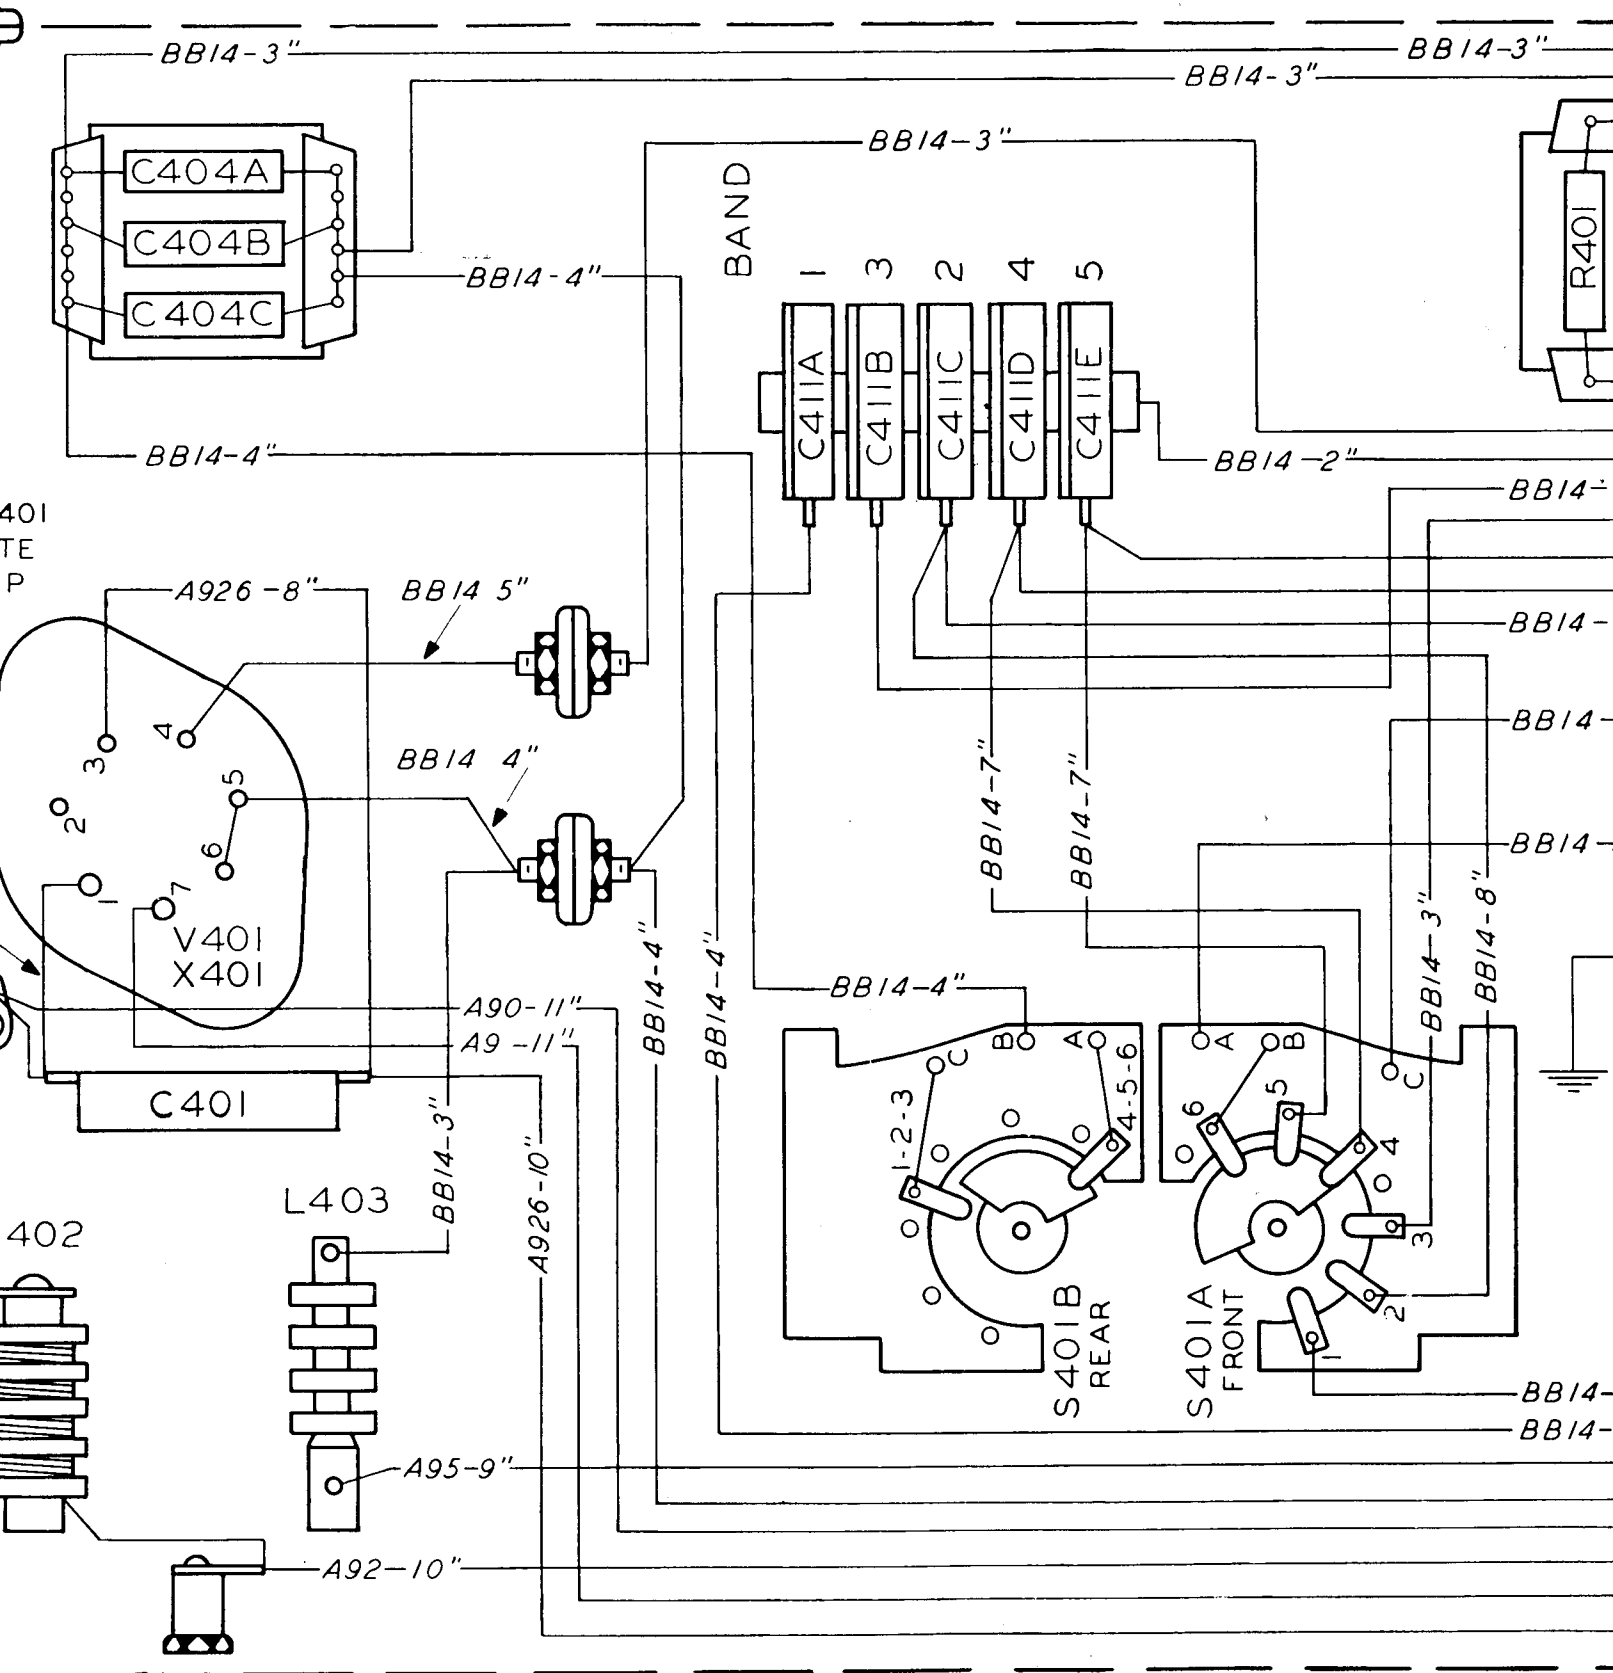 BB14-3"
BB14-3"
BB14-3"
BB14-3"
C404A
C404B
C404C
BB14-4"
BAND
1
3
2
4
5
C411A
C411B
C411C
C411D
C411E
R401
BB14-4"
BB14-2"
BB14-
401
TE
P
A926-8"
BB14 5"
BB14-
3
4
2
5
6
1
7
V401
X401
BB14 4"
BB14-7"
BB14-7"
BB14-
BB14-
BB14-3"
BB14-8"
BB14-4"
BB14-4"
BB14-4"
A90-11"
A9 -11"
C401
BB14-3"
A926-10"
L403
402
B
A
C
1-2-3
4-5-6
S401B
REAR
A
B
C
6
5
4
3
2
1
S401A
FRONT
BB14-
BB14-
A95-9"
A92-10"